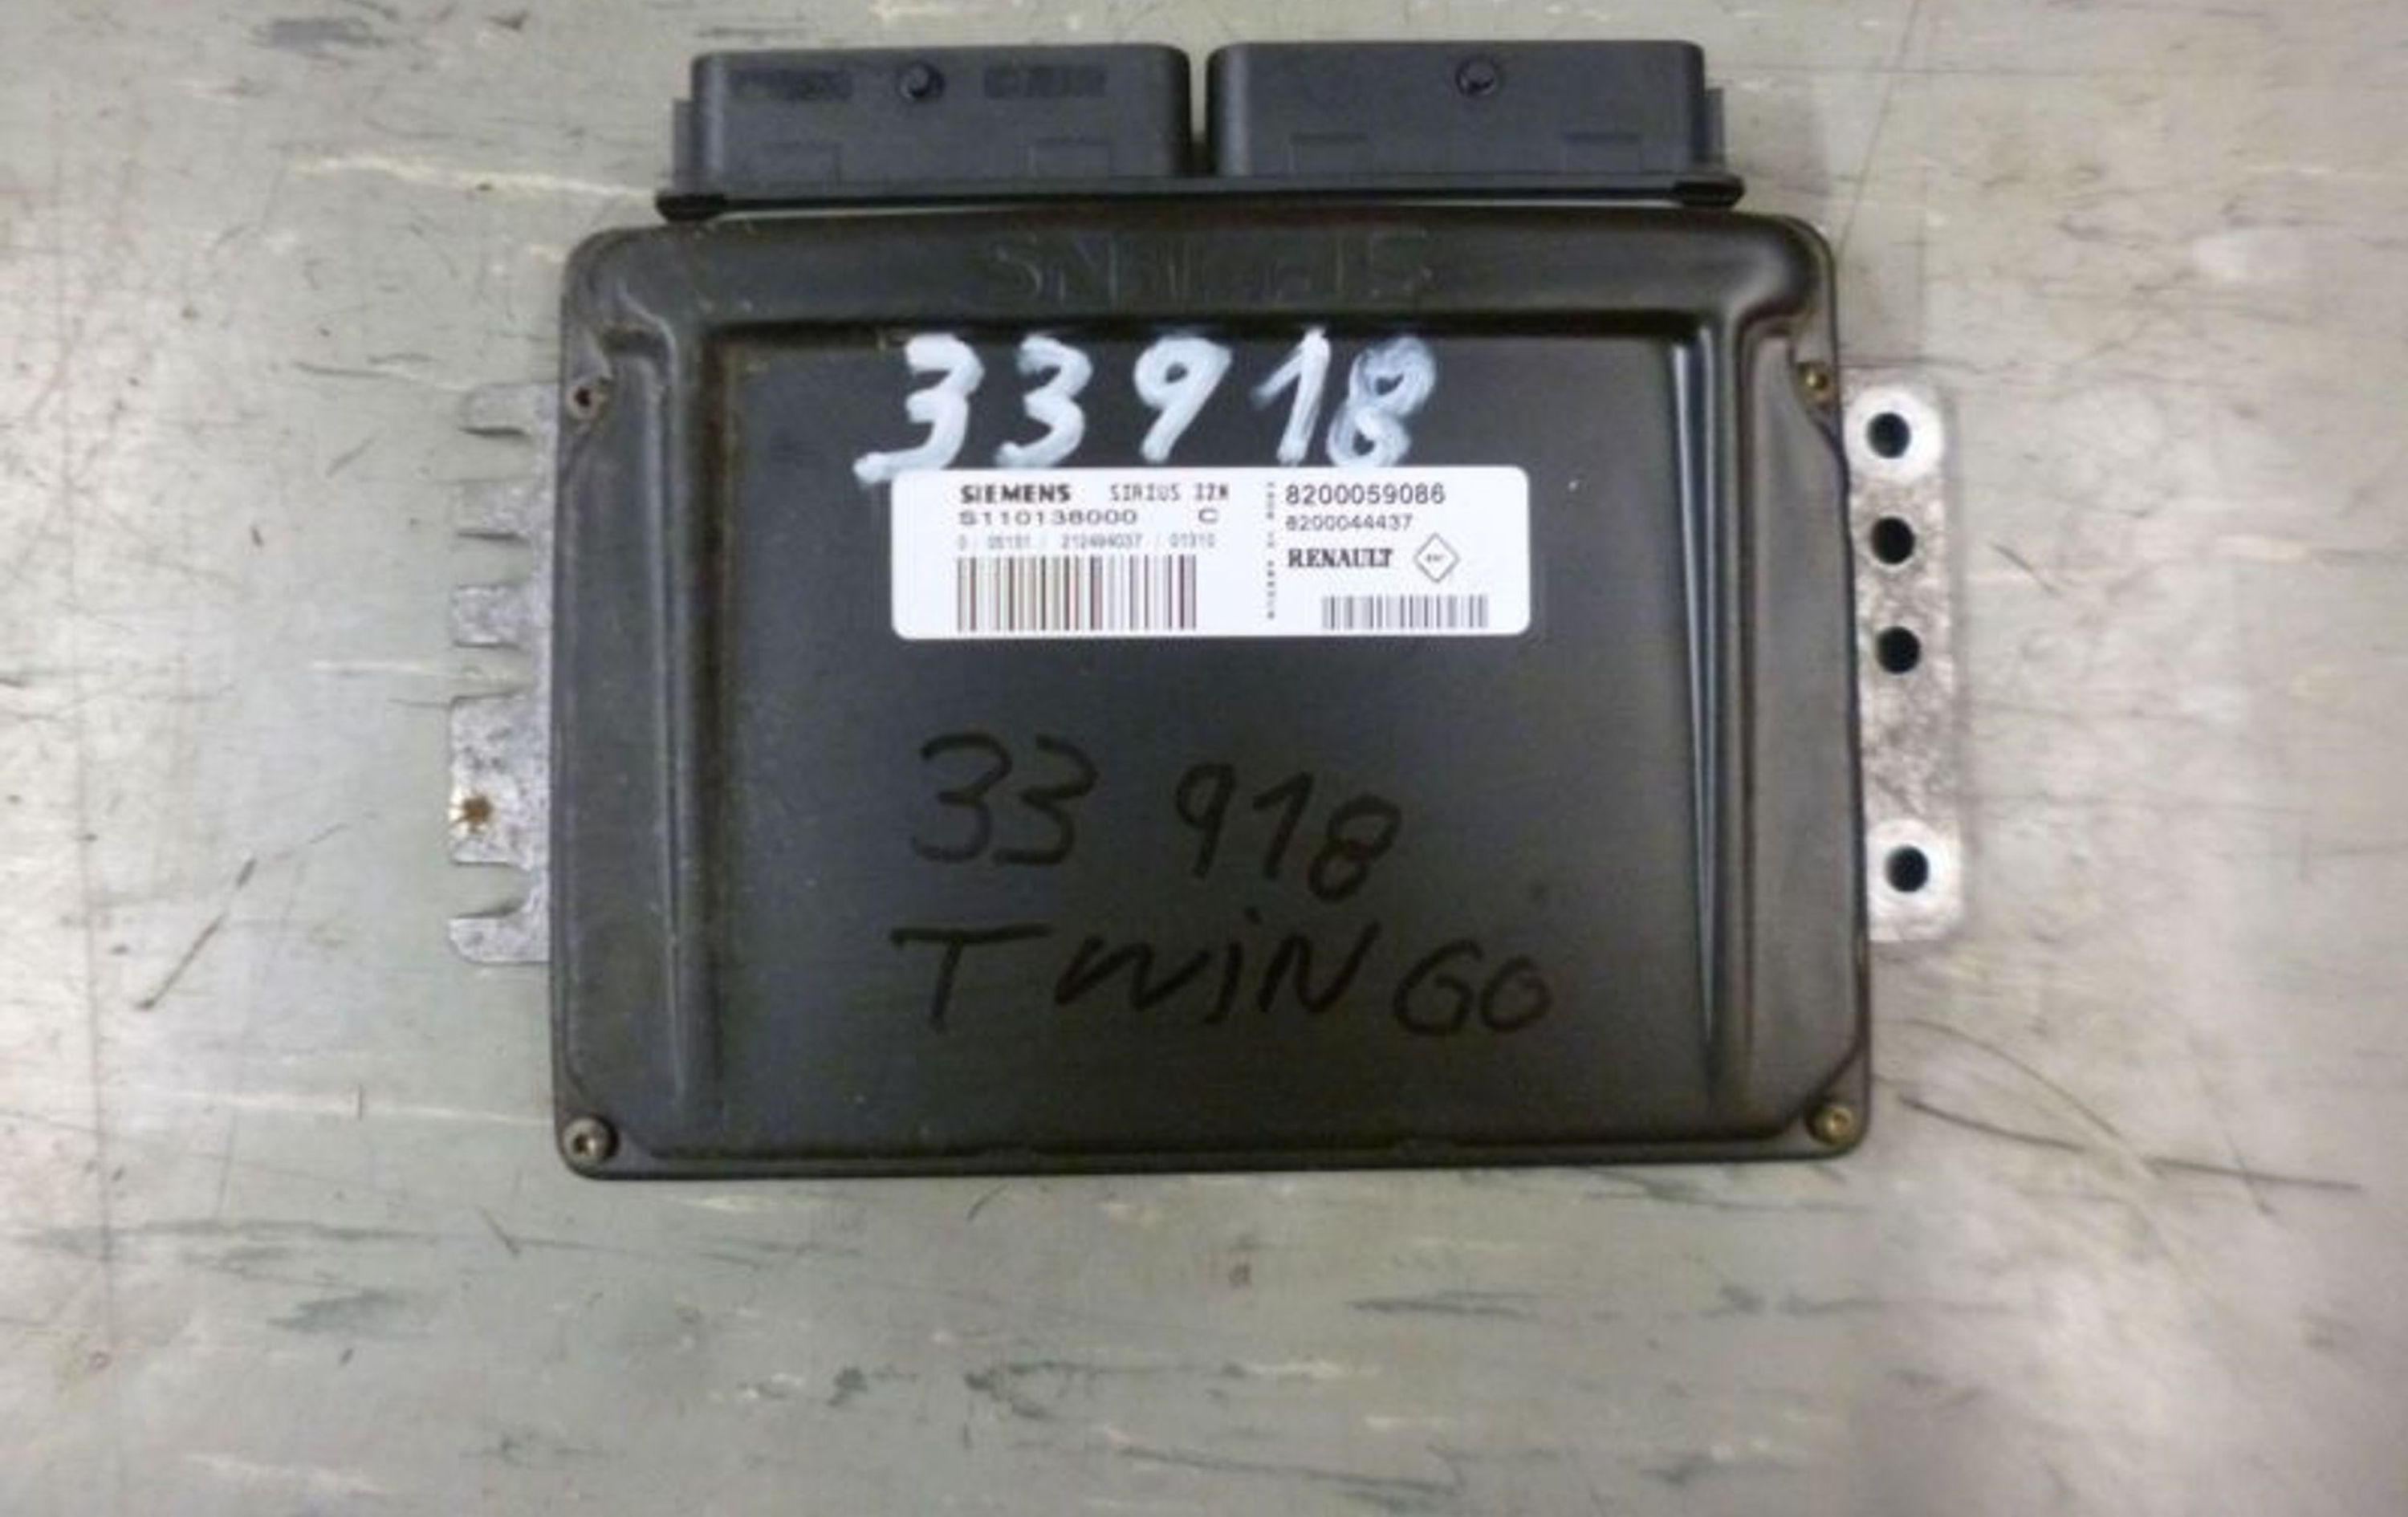 33918
SIEMENS SIRIUS 32N
S110138000 C
8200059086
8200044437
RENAULT
33 918
TWiNGO